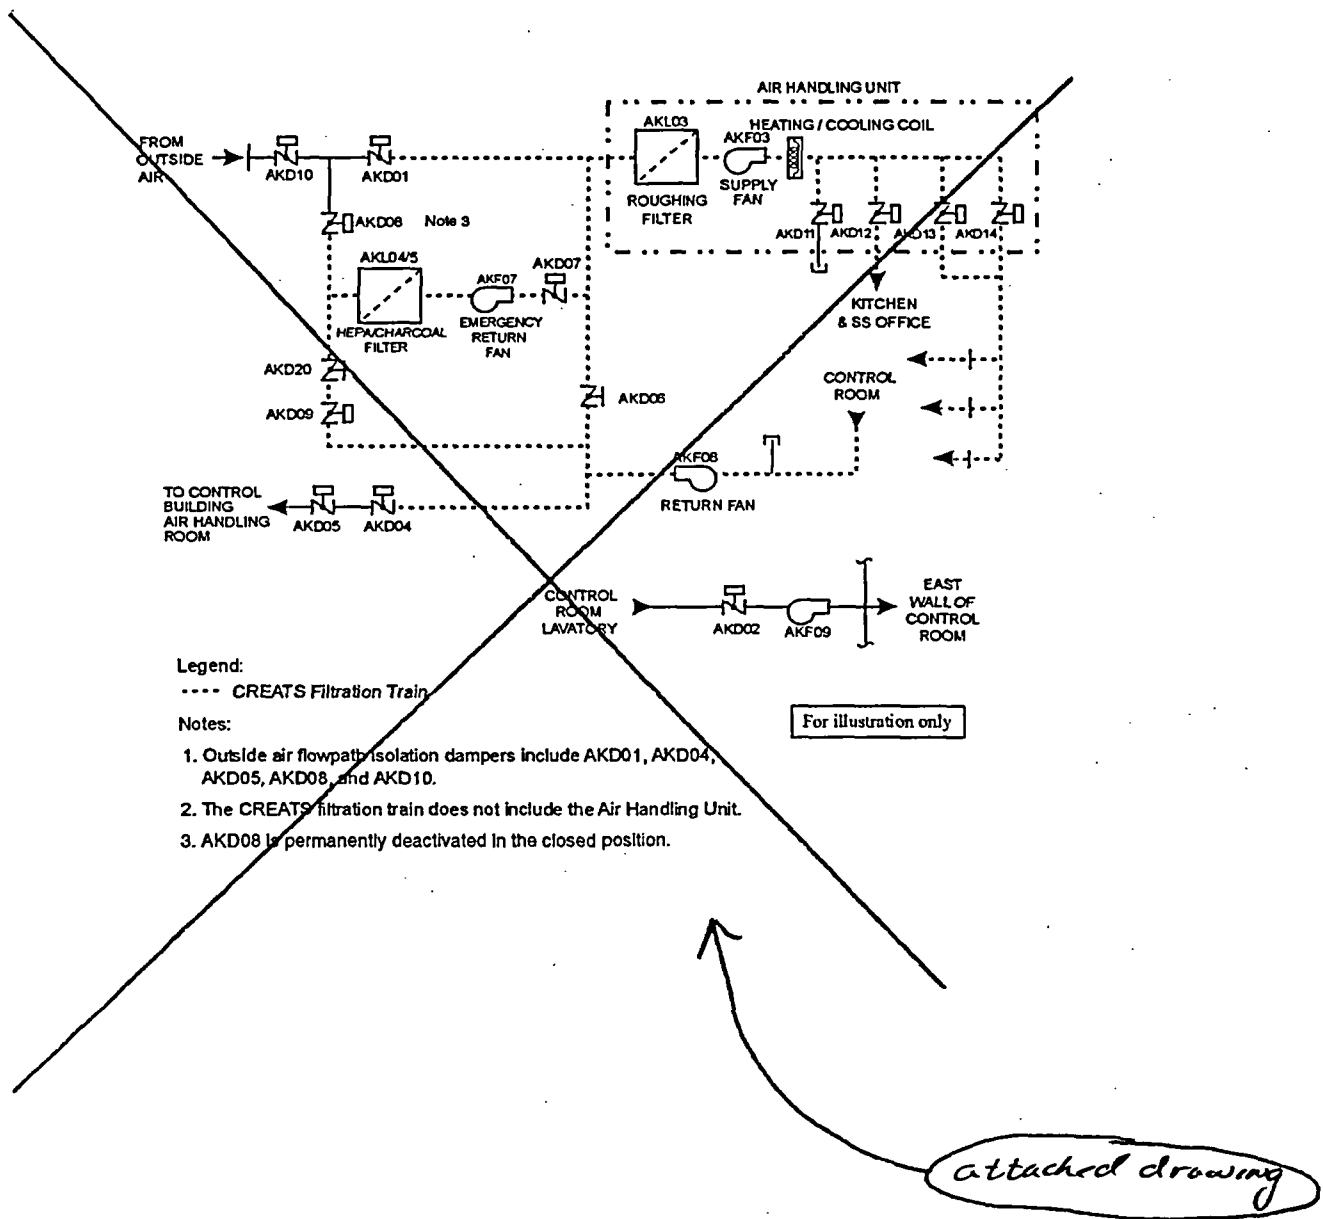 AIR HANDLING UNIT
FROM
OUTSIDE
AIR
AKD10
AKD01
AKL03
ROUGHING
FILTER
AKF03
SUPPLY
FAN
HEATING / COOLING COIL
AKD11
AKD12
AKD13
AKD14
AKD08
Note 3
AKL04/5
HEPA/CHARCOAL
FILTER
AKF07
EMERGENCY
RETURN
FAN
AKD07
KITCHEN
& SS OFFICE
AKD20
AKD09
AKD06
CONTROL
ROOM
AKF08
RETURN FAN
TO CONTROL
BUILDING
AIR HANDLING
ROOM
AKD05
AKD04
CONTROL
ROOM
LAVATORY
AKD02
AKF09
EAST
WALL OF
CONTROL
ROOM
Legend:
---- CREATS Filtration Train
For illustration only
Notes:
1. Outside air flowpath isolation dampers include AKD01, AKD04,
AKD05, AKD08, and AKD10.
2. The CREATS filtration train does not include the Air Handling Unit.
3. AKD08 is permanently deactivated in the closed position.
attached drawing